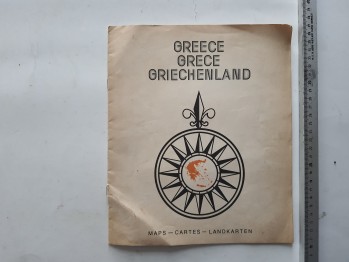 GREECE
GRECE
GRIECHENLAND
MAPS — CARTES — LANDKARTEN